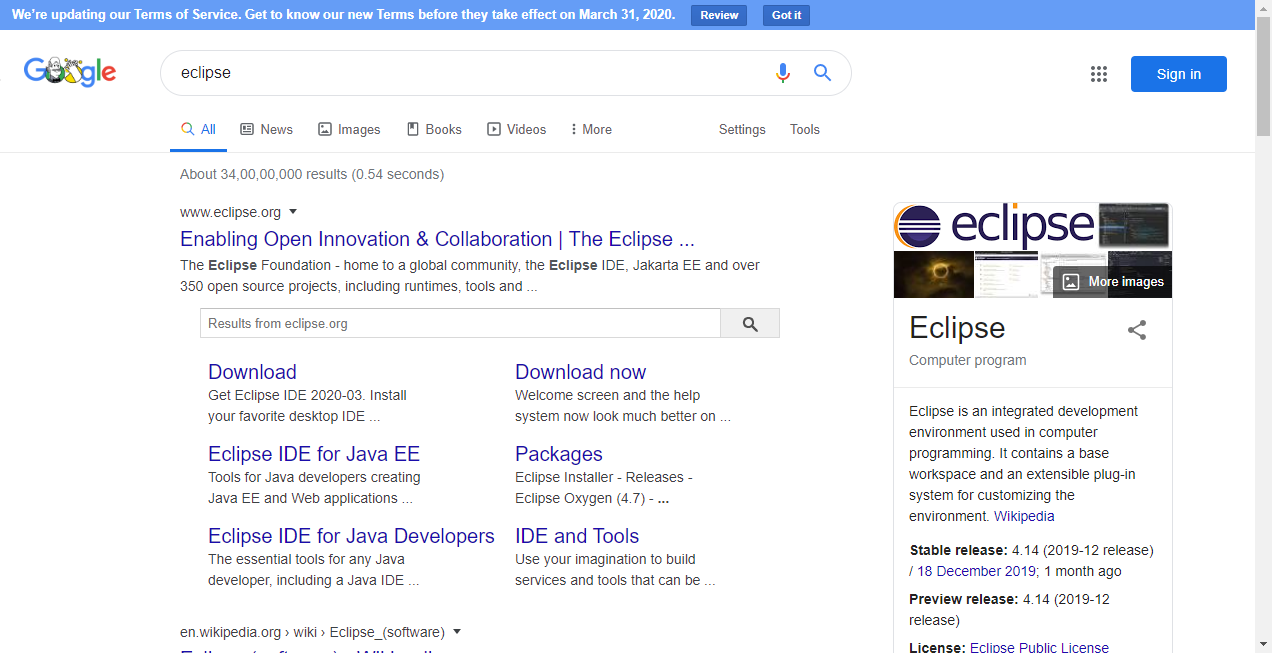 We're updating our Terms of Service. Get to know our new Terms before they take effect on March 31, 2020. Review Got it
Google
eclipse
Sign in
All News Images Books Videos More Settings Tools
About 34,00,00,000 results (0.54 seconds)
www.eclipse.org
Enabling Open Innovation & Collaboration | The Eclipse ...
The Eclipse Foundation - home to a global community, the Eclipse IDE, Jakarta EE and over
350 open source projects, including runtimes, tools and ...
Results from eclipse.org
Download
Get Eclipse IDE 2020-03. Install
your favorite desktop IDE ...
Download now
Welcome screen and the help
system now look much better on ...
Eclipse IDE for Java EE
Tools for Java developers creating
Java EE and Web applications ...
Packages
Eclipse Installer - Releases -
Eclipse Oxygen (4.7) - ...
Eclipse IDE for Java Developers
The essential tools for any Java
developer, including a Java IDE ...
IDE and Tools
Use your imagination to build
services and tools that can be ...
en.wikipedia.org › wiki › Eclipse_(software)
eclipse
More images
Eclipse
Computer program
Eclipse is an integrated development
environment used in computer
programming. It contains a base
workspace and an extensible plug-in
system for customizing the
environment. Wikipedia
Stable release: 4.14 (2019-12 release)
/ 18 December 2019; 1 month ago
Preview release: 4.14 (2019-12
release)
License: Eclipse Public License